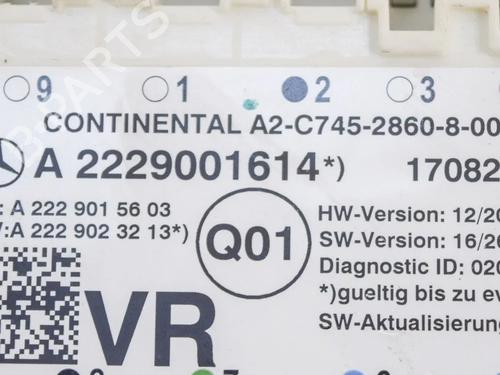 9 1 2 3
CONTINENTAL A2-C745-2860-8-00
A 2229001614*) 17082
: A 222 901 56 03
:A 222 902 32 13*)
Q01
HW-Version: 12/20
SW-Version: 16/20
Diagnostic ID: 020
*)gueltig bis zu ev
SW-Aktualisierung
VR